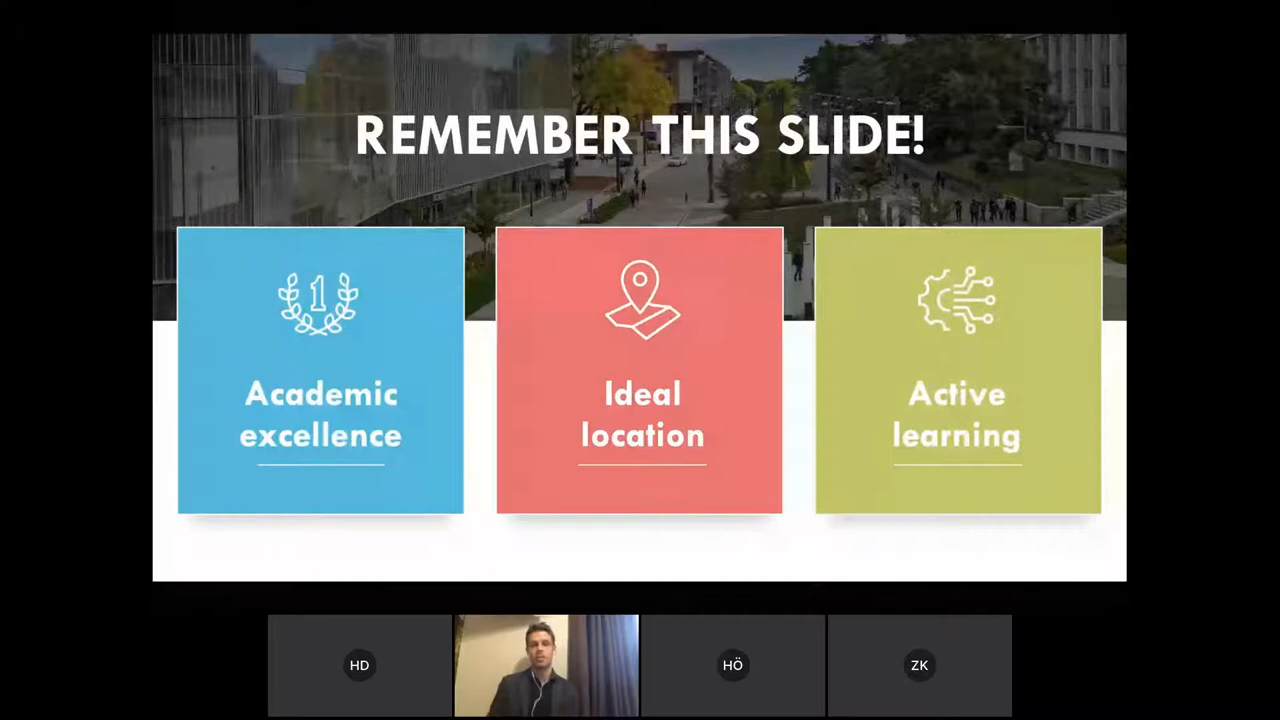 REMEMBER THIS SLIDE!
1
Academic
excellence
Ideal
location
Active
learning
HD
HÖ
ZK